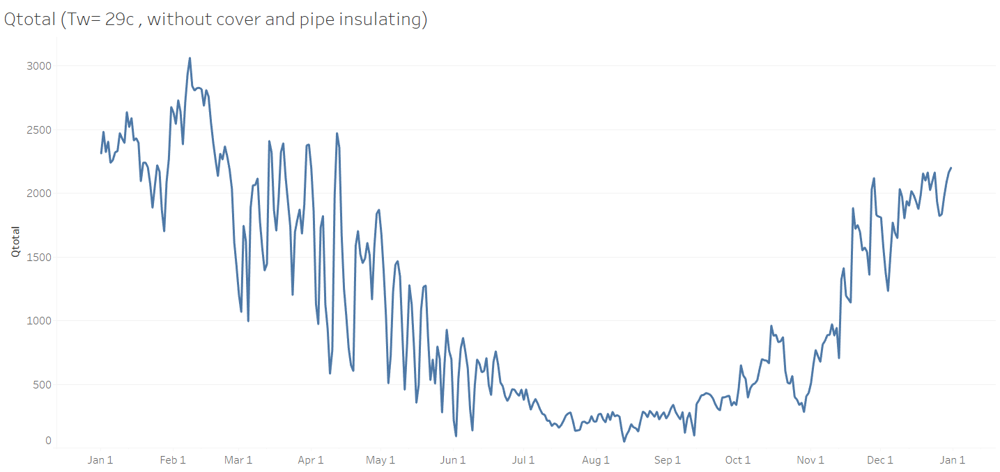 Qtotal (Tw= 29c , without cover and pipe insulating)
3000
2500
2000
1500
1000
500
0
Qtotal
Jan 1 Feb 1 Mar 1 Apr 1 May 1 Jun 1 Jul 1 Aug 1 Sep 1 Oct 1 Nov 1 Dec 1 Jan 1